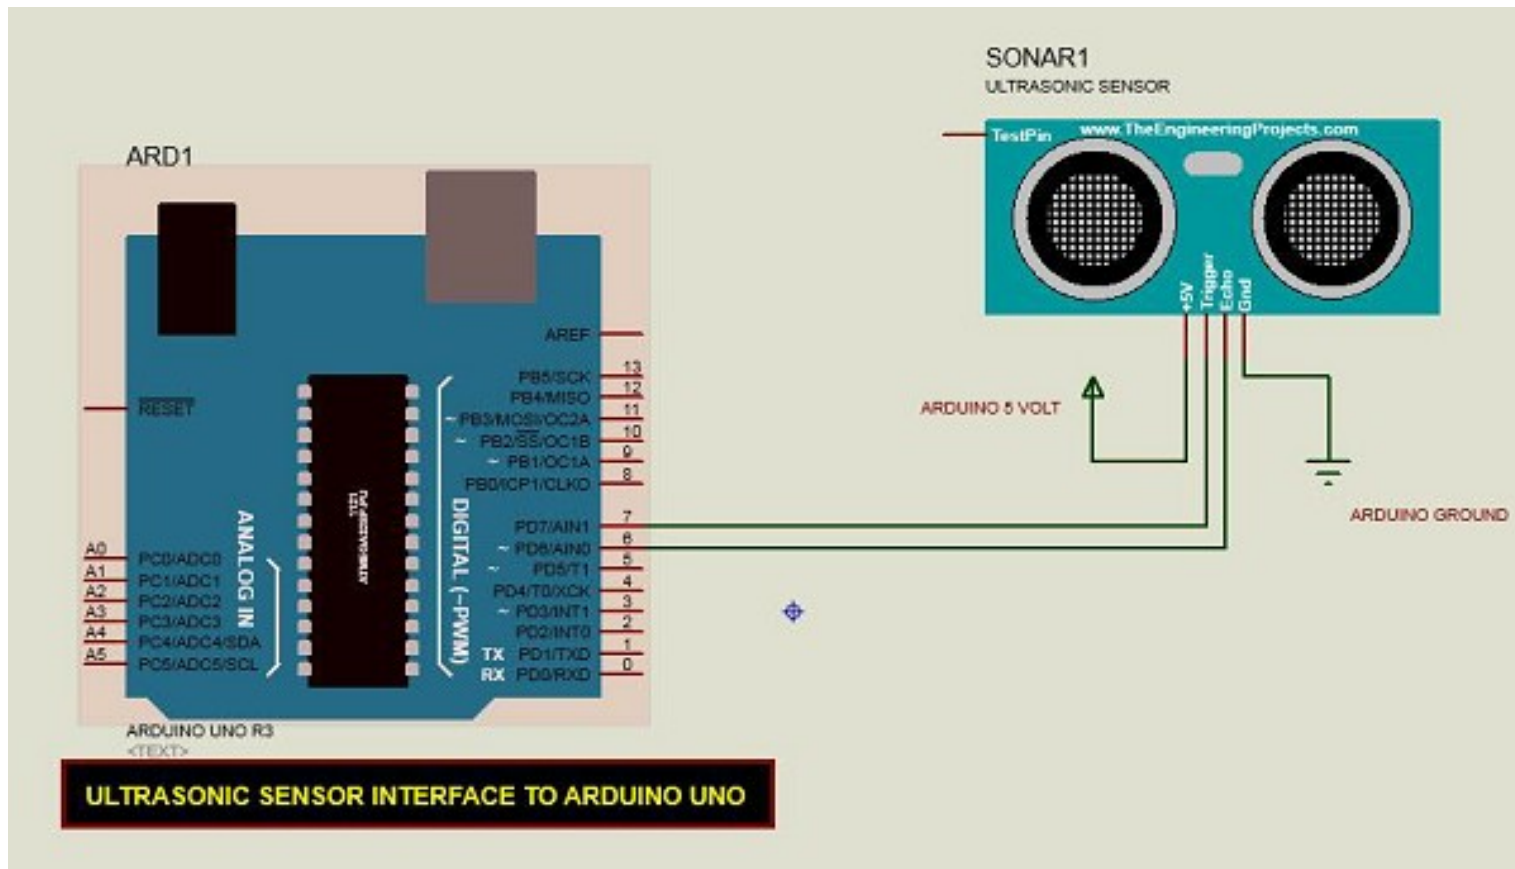 SONAR1
ULTRASONIC SENSOR
TestPin
www.TheEngineeringProjects.com
+5V
Trigger
Echo
Gnd
ARDUINO 5 VOLT
ARDUINO GROUND
ARD1
AREF
RESET
PB5/SCK 13
PB4/MISO 12
~PB3/MOSI/OC2A 11
~ PB2/SS/OC1B 10
~ PB1/OC1A 9
PB0/ICP1/CLKO 8
PD7/AIN1 7
~ PD6/AIN0 6
~ PD5/T1 5
PD4/T0/XCK 4
~ PD3/INT1 3
PD2/INT0 2
TX PD1/TXD 1
RX PD0/RXD 0
DIGITAL (~PWM)
ANALOG IN
A0 PC0/ADC0
A1 PC1/ADC1
A2 PC2/ADC2
A3 PC3/ADC3
A4 PC4/ADC4/SDA
A5 PC5/ADC5/SCL
ARDUINO UNO R3
<TEXT>
ULTRASONIC SENSOR INTERFACE TO ARDUINO UNO